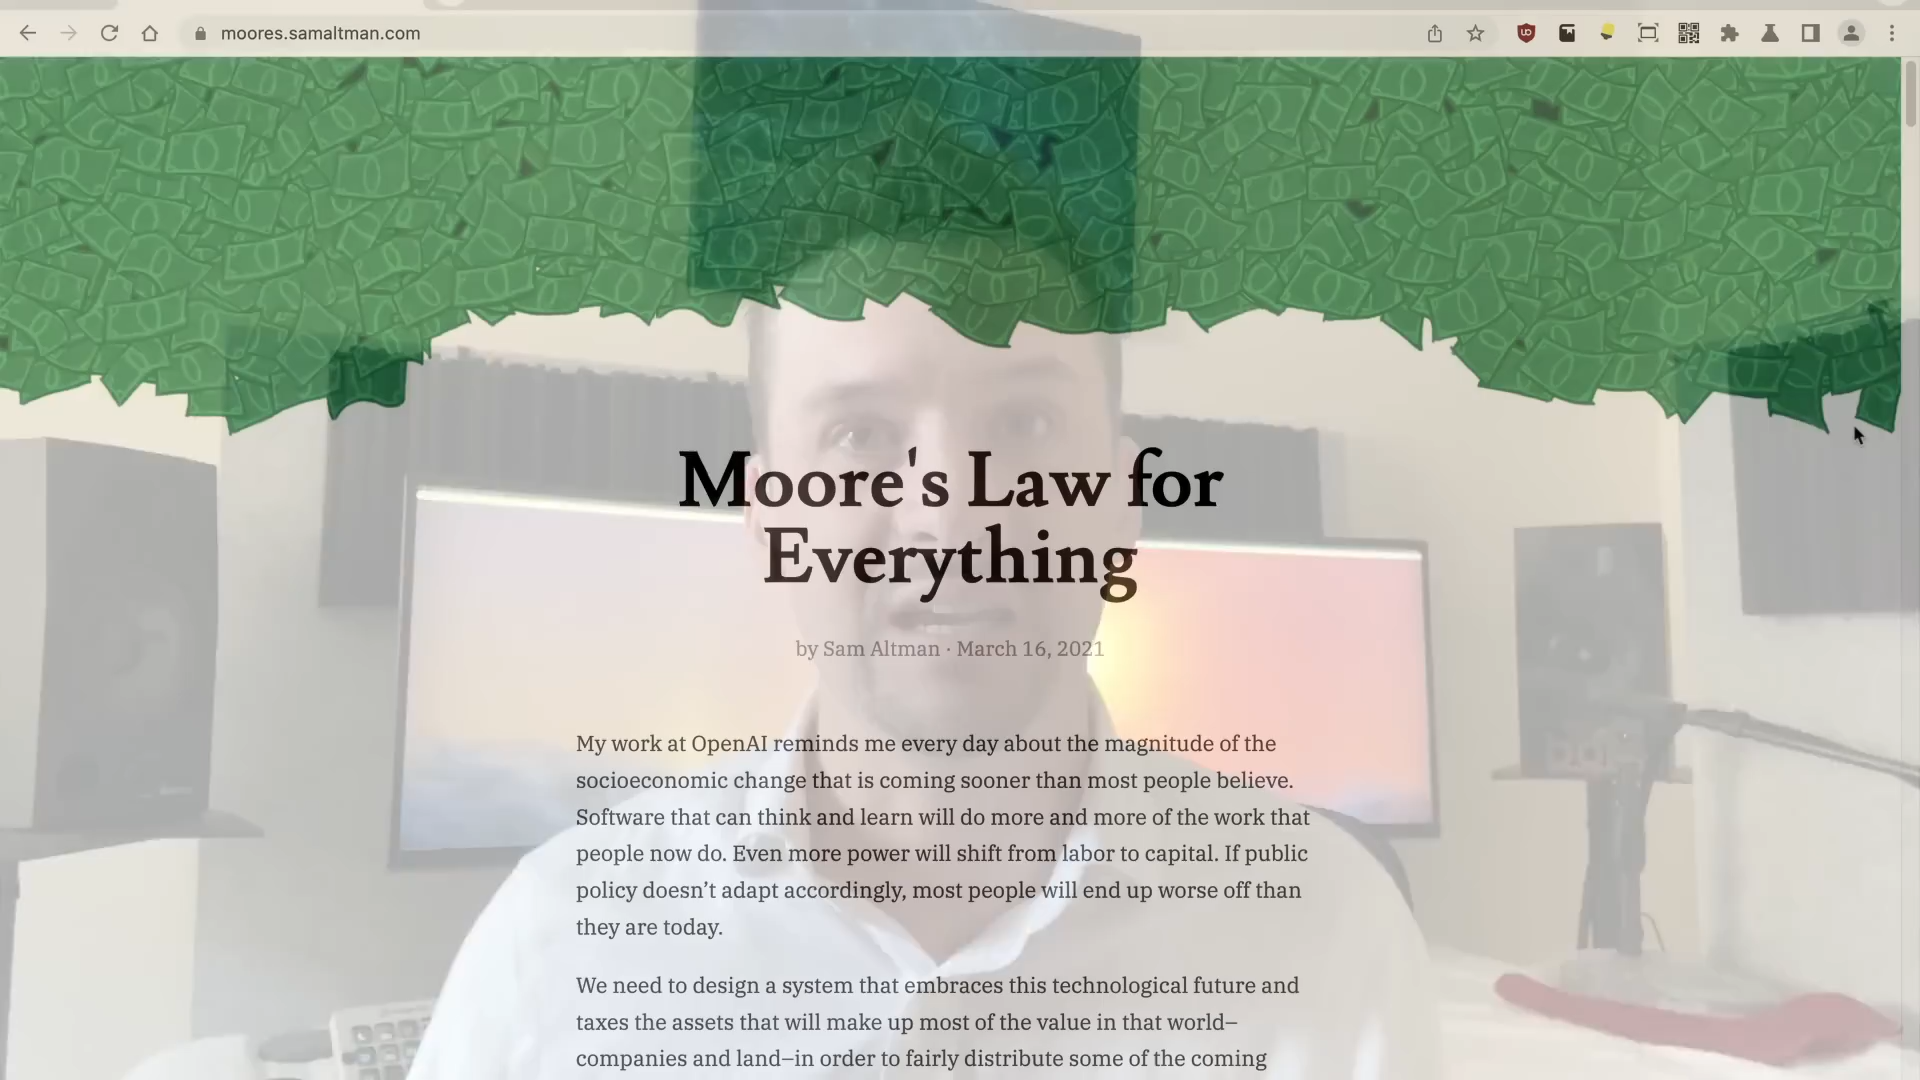 moores.samaltman.com
Moore's Law for
Everything
by Sam Altman · March 16, 2021
My work at OpenAI reminds me every day about the magnitude of the
socioeconomic change that is coming sooner than most people believe.
Software that can think and learn will do more and more of the work that
people now do. Even more power will shift from labor to capital. If public
policy doesn’t adapt accordingly, most people will end up worse off than
they are today.
We need to design a system that embraces this technological future and
taxes the assets that will make up most of the value in that world–
companies and land–in order to fairly distribute some of the coming